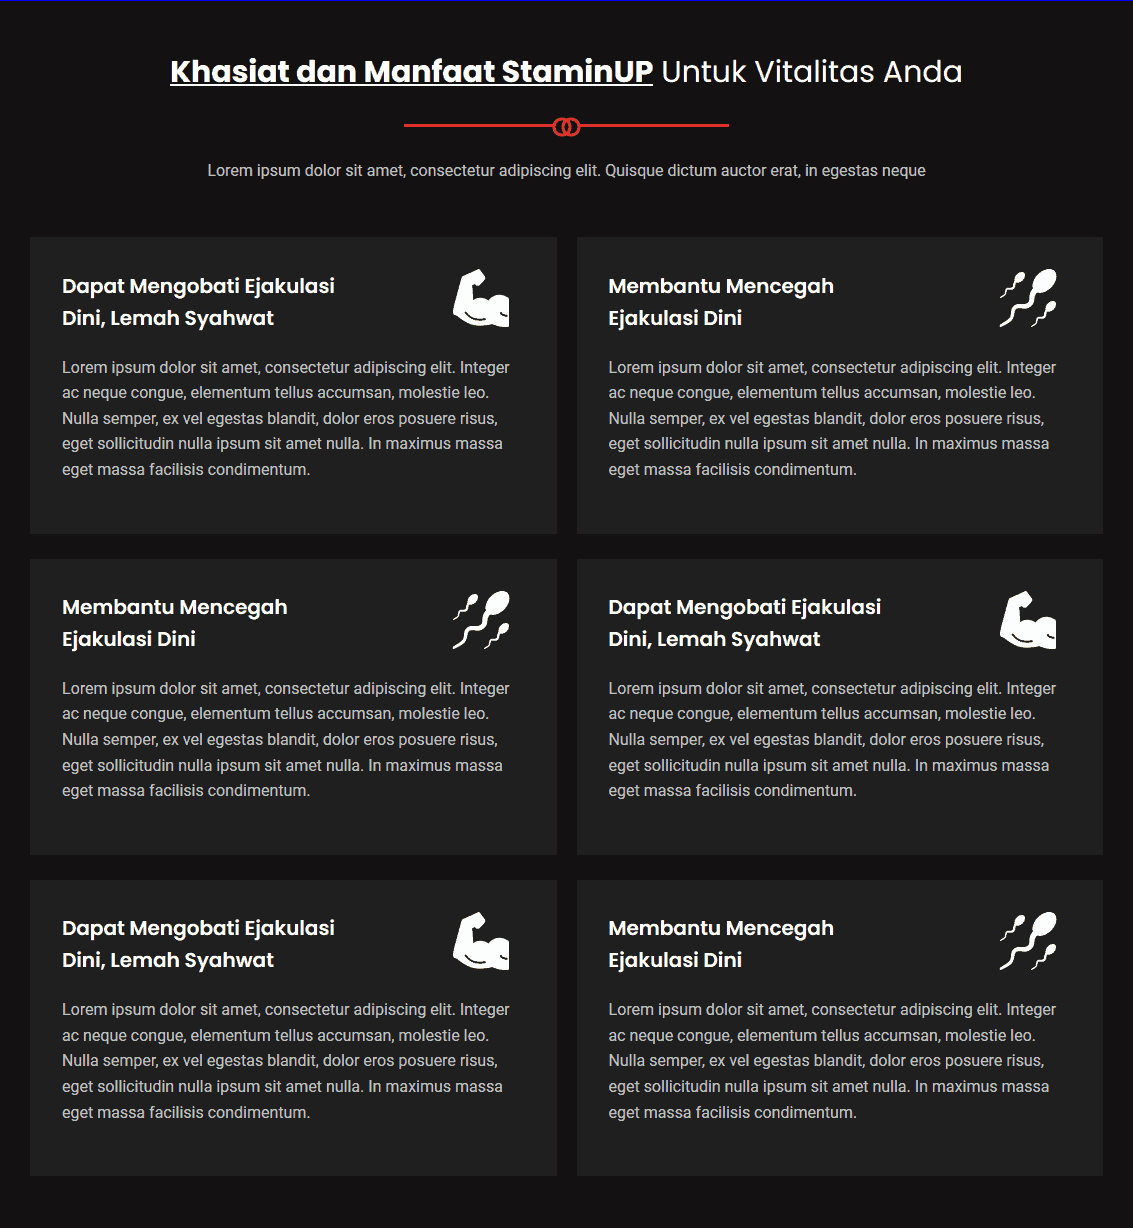 Khasiat dan Manfaat StaminUP Untuk Vitalitas Anda
Lorem ipsum dolor sit amet, consectetur adipiscing elit. Quisque dictum auctor erat, in egestas neque
Dapat Mengobati Ejakulasi
Dini, Lemah Syahwat
Lorem ipsum dolor sit amet, consectetur adipiscing elit. Integer
ac neque congue, elementum tellus accumsan, molestie leo.
Nulla semper, ex vel egestas blandit, dolor eros posuere risus,
eget sollicitudin nulla ipsum sit amet nulla. In maximus massa
eget massa facilisis condimentum.
Membantu Mencegah
Ejakulasi Dini
Lorem ipsum dolor sit amet, consectetur adipiscing elit. Integer
ac neque congue, elementum tellus accumsan, molestie leo.
Nulla semper, ex vel egestas blandit, dolor eros posuere risus,
eget sollicitudin nulla ipsum sit amet nulla. In maximus massa
eget massa facilisis condimentum.
Membantu Mencegah
Ejakulasi Dini
Lorem ipsum dolor sit amet, consectetur adipiscing elit. Integer
ac neque congue, elementum tellus accumsan, molestie leo.
Nulla semper, ex vel egestas blandit, dolor eros posuere risus,
eget sollicitudin nulla ipsum sit amet nulla. In maximus massa
eget massa facilisis condimentum.
Dapat Mengobati Ejakulasi
Dini, Lemah Syahwat
Lorem ipsum dolor sit amet, consectetur adipiscing elit. Integer
ac neque congue, elementum tellus accumsan, molestie leo.
Nulla semper, ex vel egestas blandit, dolor eros posuere risus,
eget sollicitudin nulla ipsum sit amet nulla. In maximus massa
eget massa facilisis condimentum.
Dapat Mengobati Ejakulasi
Dini, Lemah Syahwat
Lorem ipsum dolor sit amet, consectetur adipiscing elit. Integer
ac neque congue, elementum tellus accumsan, molestie leo.
Nulla semper, ex vel egestas blandit, dolor eros posuere risus,
eget sollicitudin nulla ipsum sit amet nulla. In maximus massa
eget massa facilisis condimentum.
Membantu Mencegah
Ejakulasi Dini
Lorem ipsum dolor sit amet, consectetur adipiscing elit. Integer
ac neque congue, elementum tellus accumsan, molestie leo.
Nulla semper, ex vel egestas blandit, dolor eros posuere risus,
eget sollicitudin nulla ipsum sit amet nulla. In maximus massa
eget massa facilisis condimentum.